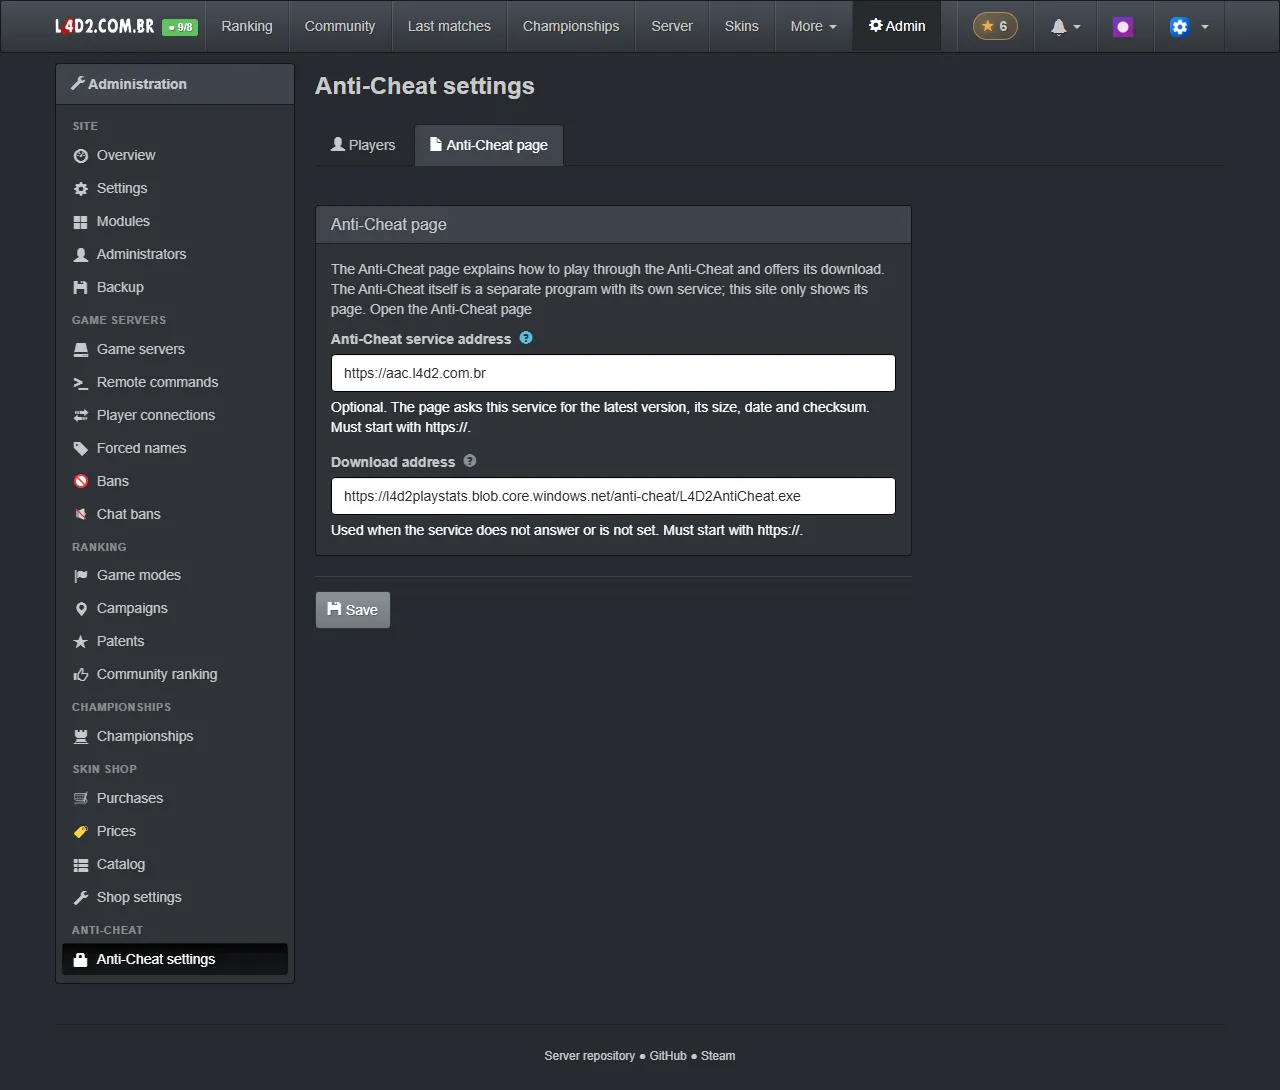 L4D2.COM.BR
9/8
Ranking
Community
Last matches
Championships
Server
Skins
More
Admin
6
Administration
SITE
Overview
Settings
Modules
Administrators
Backup
GAME SERVERS
Game servers
Remote commands
Player connections
Forced names
Bans
Chat bans
RANKING
Game modes
Campaigns
Patents
Community ranking
CHAMPIONSHIPS
Championships
SKIN SHOP
Purchases
Prices
Catalog
Shop settings
ANTI-CHEAT
Anti-Cheat settings
Anti-Cheat settings
Players
Anti-Cheat page
Anti-Cheat page
The Anti-Cheat page explains how to play through the Anti-Cheat and offers its download.
The Anti-Cheat itself is a separate program with its own service; this site only shows its
page. Open the Anti-Cheat page
Anti-Cheat service address
https://aac.l4d2.com.br
Optional. The page asks this service for the latest version, its size, date and checksum.
Must start with https://.
Download address
https://l4d2playstats.blob.core.windows.net/anti-cheat/L4D2AntiCheat.exe
Used when the service does not answer or is not set. Must start with https://.
Save
Server repository ● GitHub ● Steam